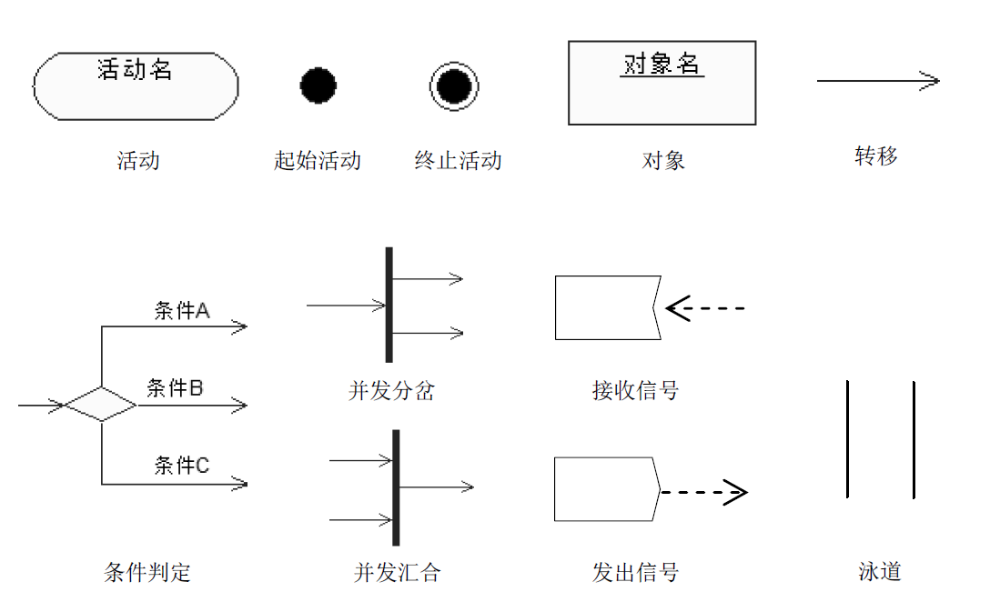 活动名
对象名
活动
起始活动
终止活动
对象
转移
条件A
条件B
条件C
并发分岔
接收信号
条件判定
并发汇合
发出信号
泳道